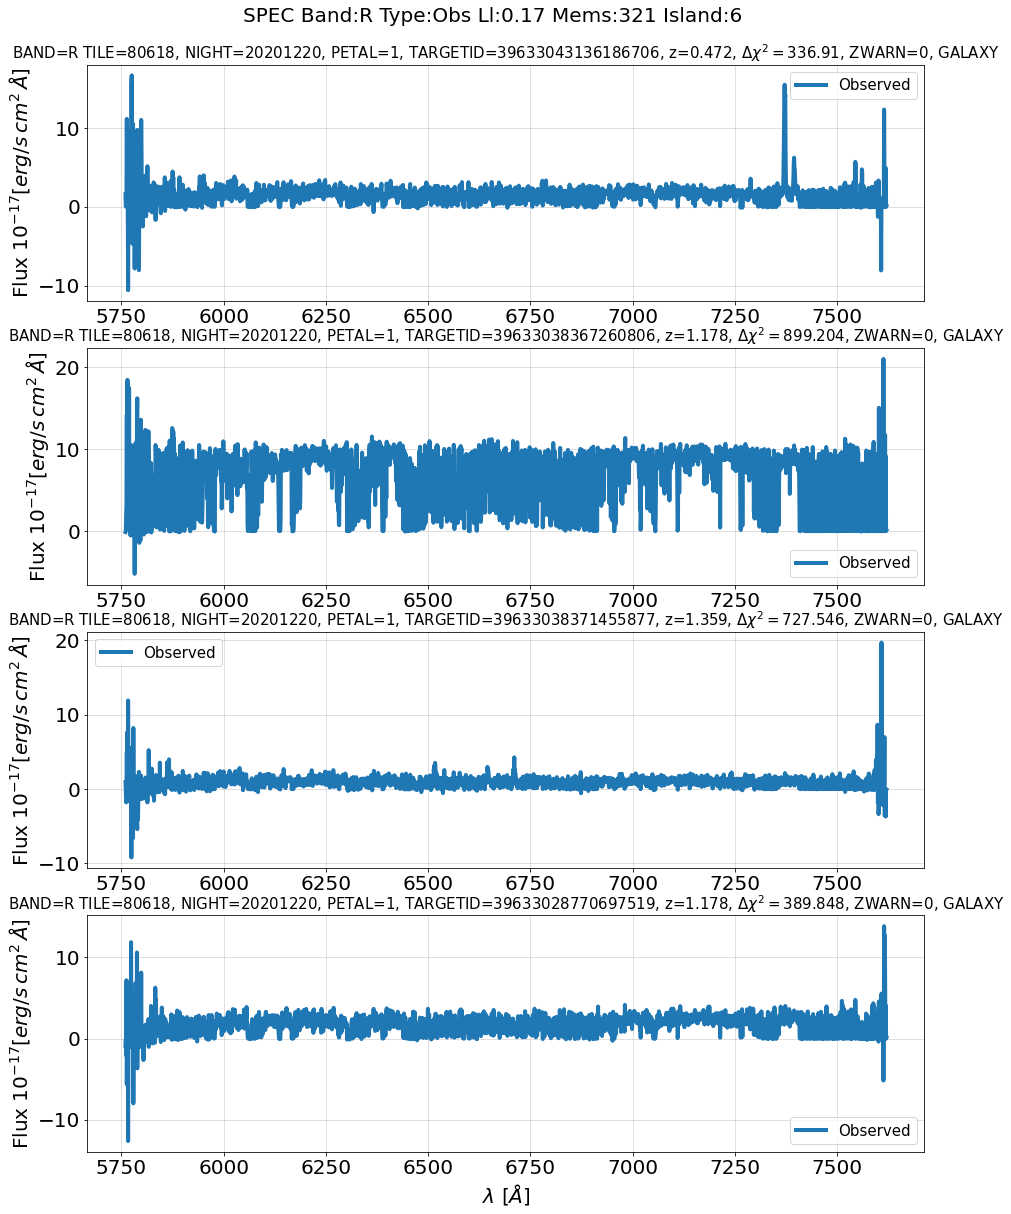 SPEC Band:R Type:Obs Ll:0.17 Mems:321 Island:6
BAND=R TILE=80618, NIGHT=20201220, PETAL=1, TARGETID=39633043136186706, z=0.472, Δχ²=336.91, ZWARN=0, GALAXY
Flux 10⁻¹⁷[erg/s cm² Å]
10
0
−10
Observed
5750 6000 6250 6500 6750 7000 7250 7500
BAND=R TILE=80618, NIGHT=20201220, PETAL=1, TARGETID=39633038367260806, z=1.178, Δχ²=899.204, ZWARN=0, GALAXY
Flux 10⁻¹⁷[erg/s cm² Å]
20
10
0
Observed
5750 6000 6250 6500 6750 7000 7250 7500
BAND=R TILE=80618, NIGHT=20201220, PETAL=1, TARGETID=39633038371455877, z=1.359, Δχ²=727.546, ZWARN=0, GALAXY
Flux 10⁻¹⁷[erg/s cm² Å]
20
10
0
−10
Observed
5750 6000 6250 6500 6750 7000 7250 7500
BAND=R TILE=80618, NIGHT=20201220, PETAL=1, TARGETID=39633028770697519, z=1.178, Δχ²=389.848, ZWARN=0, GALAXY
Flux 10⁻¹⁷[erg/s cm² Å]
10
0
−10
Observed
5750 6000 6250 6500 6750 7000 7250 7500
λ [Å]